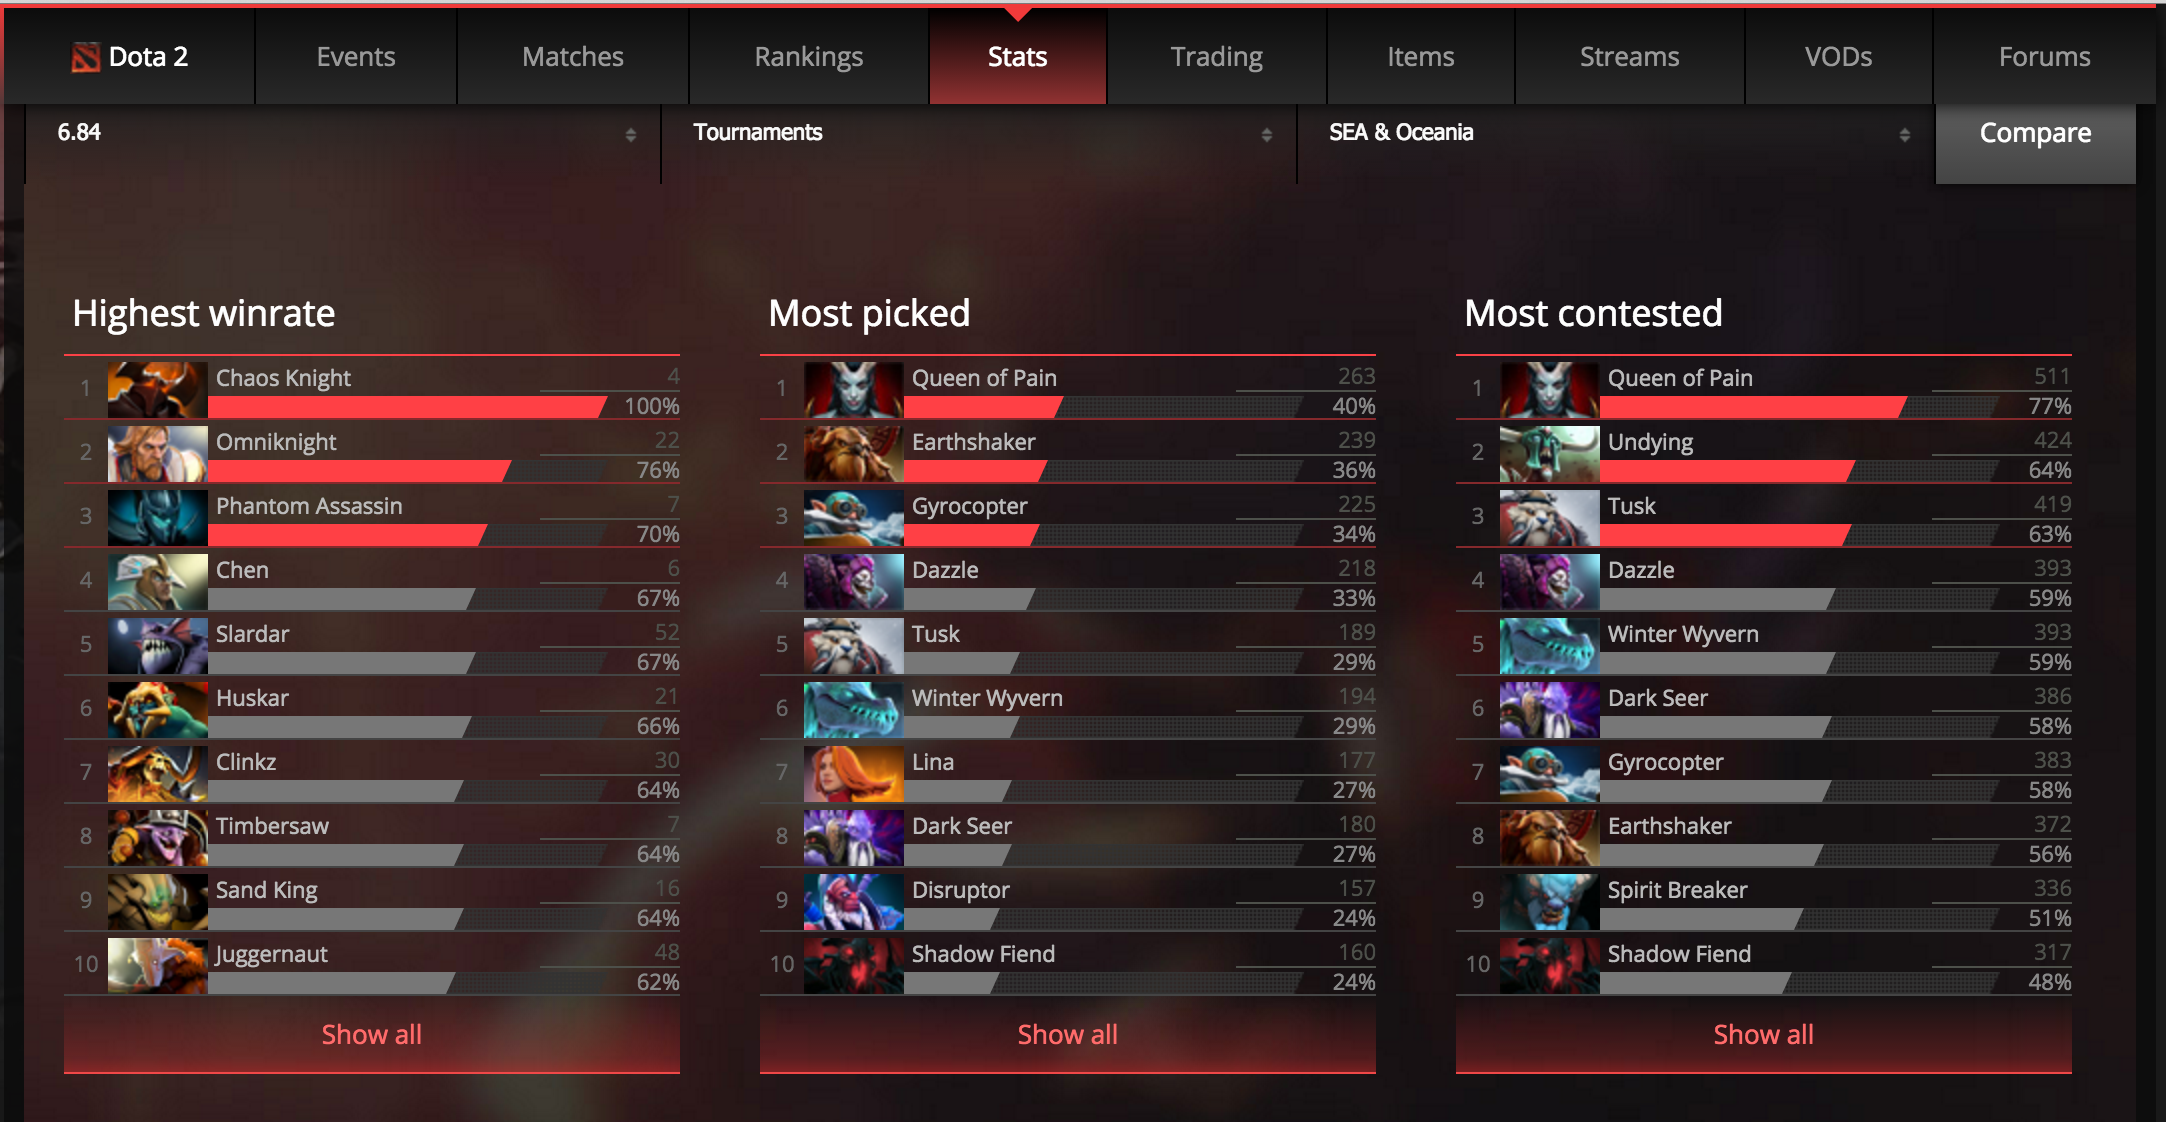 Dota 2 Events Matches Rankings Stats Trading Items Streams VODs Forums
6.84 Tournaments SEA & Oceania Compare
Highest winrate
1 Chaos Knight 4
100%
2 Omniknight 22
76%
3 Phantom Assassin 7
70%
4 Chen 6
67%
5 Slardar 52
67%
6 Huskar 21
66%
7 Clinkz 30
64%
8 Timbersaw 7
64%
9 Sand King 16
64%
10 Juggernaut 48
62%
Show all
Most picked
1 Queen of Pain 263
40%
2 Earthshaker 239
36%
3 Gyrocopter 225
34%
4 Dazzle 218
33%
5 Tusk 189
29%
6 Winter Wyvern 194
29%
7 Lina 177
27%
8 Dark Seer 180
27%
9 Disruptor 157
24%
10 Shadow Fiend 160
24%
Show all
Most contested
1 Queen of Pain 511
77%
2 Undying 424
64%
3 Tusk 419
63%
4 Dazzle 393
59%
5 Winter Wyvern 393
59%
6 Dark Seer 386
58%
7 Gyrocopter 383
58%
8 Earthshaker 372
56%
9 Spirit Breaker 336
51%
10 Shadow Fiend 317
48%
Show all